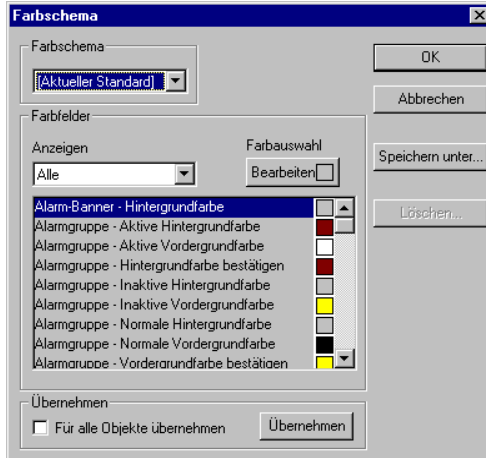 Farbschema
Farbschema
[Aktueller Standard]
OK
Abbrechen
Farbfelder
Anzeigen
Farbauswahl
Alle
Bearbeiten
Speichern unter...
Löschen...
Alarm-Banner - Hintergrundfarbe
Alarmgruppe - Aktive Hintergrundfarbe
Alarmgruppe - Aktive Vordergrundfarbe
Alarmgruppe - Hintergrundfarbe bestätigen
Alarmgruppe - Inaktive Hintergrundfarbe
Alarmgruppe - Inaktive Vordergrundfarbe
Alarmgruppe - Normale Hintergrundfarbe
Alarmgruppe - Normale Vordergrundfarbe
Alarmgruppe - Vordergrundfarbe bestätigen
Übernehmen
Für alle Objekte übernehmen
Übernehmen